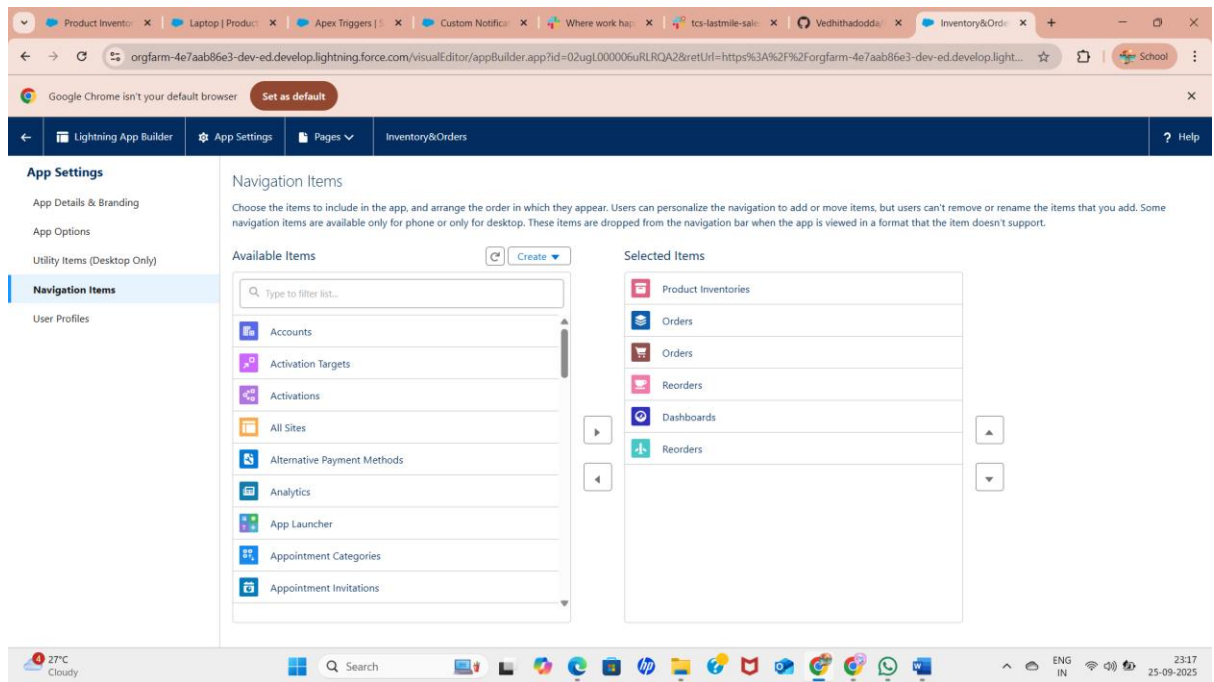 Product Inventor
Laptop | Product
Apex Triggers | S
Custom Notificat
Where work hap
tcs-lastmile-sale
Vedhithadodda/
Inventory&Orde
orgfarm-4e7aab86e3-dev-ed.develop.lightning.force.com/visualEditor/appBuilder.app?id=02ugL000006uRLRQA2&retUrl=https%3A%2F%2Forgfarm-4e7aab86e3-dev-ed.develop.light...
School
Google Chrome isn't your default browser
Set as default
Lightning App Builder
App Settings
Pages
Inventory&Orders
? Help
App Settings
App Details & Branding
App Options
Utility Items (Desktop Only)
Navigation Items
User Profiles
Navigation Items
Choose the items to include in the app, and arrange the order in which they appear. Users can personalize the navigation to add or move items, but users can't remove or rename the items that you add. Some
navigation items are available only for phone or only for desktop. These items are dropped from the navigation bar when the app is viewed in a format that the item doesn't support.
Available Items
Create
Type to filter list...
Accounts
Activation Targets
Activations
All Sites
Alternative Payment Methods
Analytics
App Launcher
Appointment Categories
Appointment Invitations
Selected Items
Product Inventories
Orders
Orders
Reorders
Dashboards
Reorders
4
27°C
Cloudy
Search
ENG
IN
23:17
25-09-2025